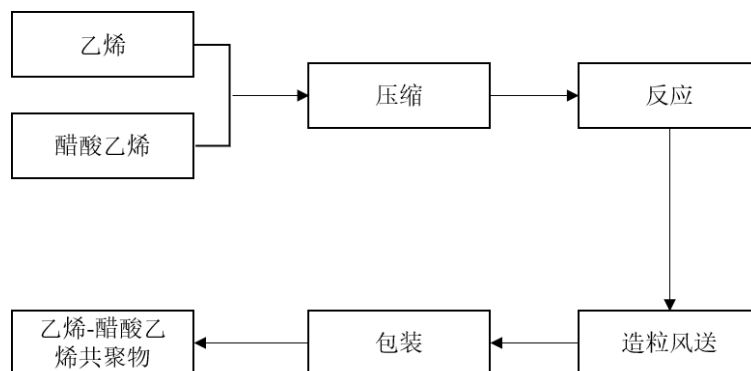 乙烯
醋酸乙烯
压缩
反应
造粒风送
包装
乙烯-醋酸乙
烯共聚物